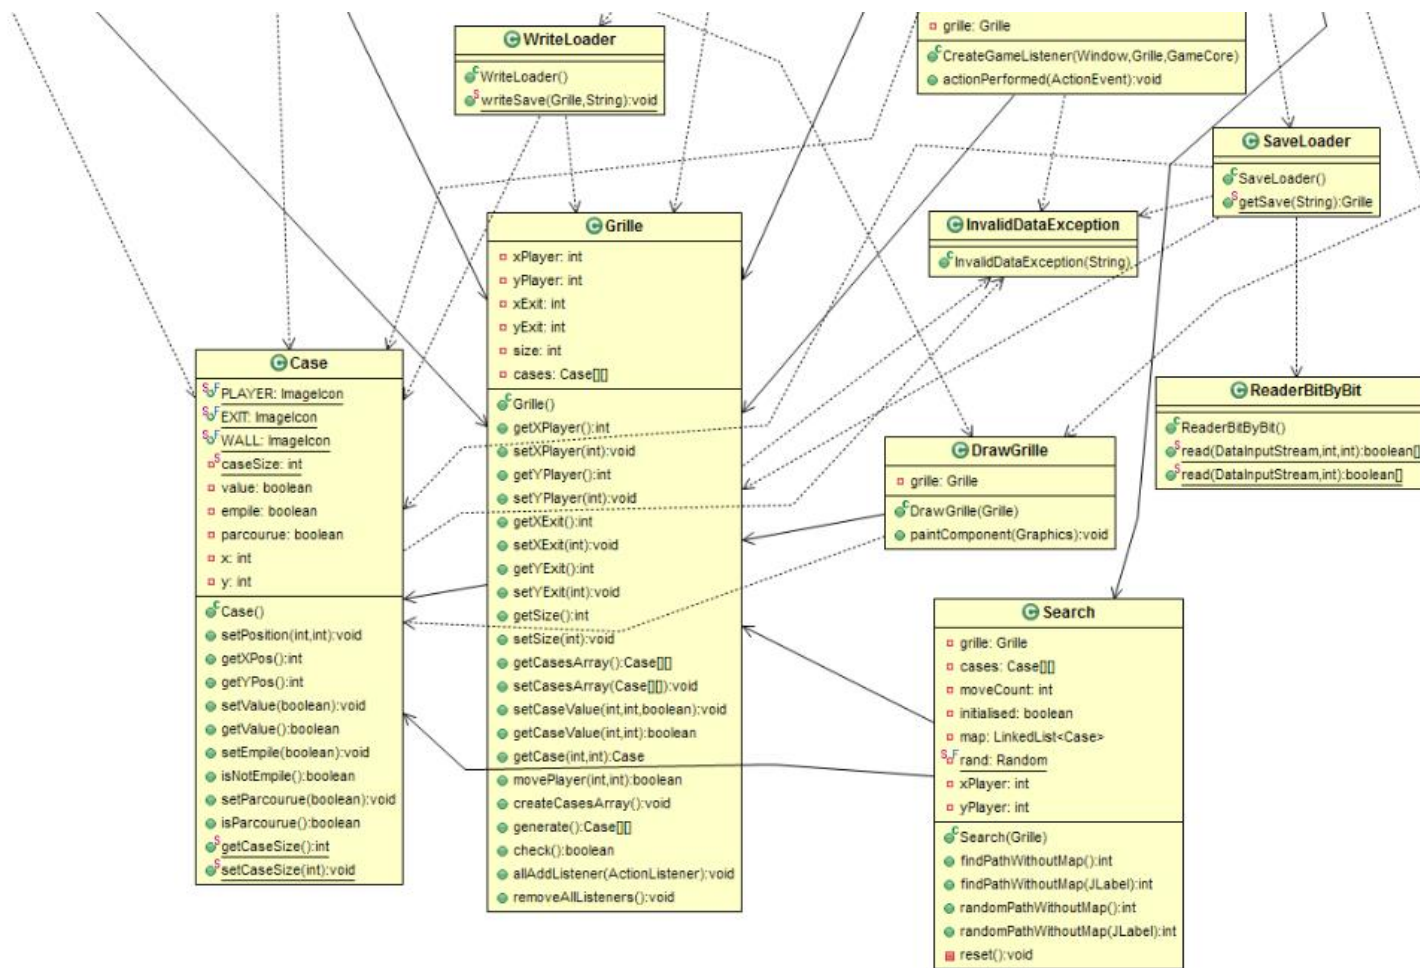 WriteLoader
WriteLoader()
writeSave(Grille,String):void
grille: Grille
CreateGameListener(Window,Grille,GameCore)
actionPerformed(ActionEvent):void
SaveLoader
SaveLoader()
getSave(String):Grille
InvalidDataException
InvalidDataException(String)
ReaderBitByBit
ReaderBitByBit()
read(DataInputStream,int,int):boolean[]
read(DataInputStream,int):boolean[]
Grille
xPlayer: int
yPlayer: int
xExit: int
yExit: int
size: int
cases: Case[][]
Grille()
getXPlayer():int
setXPlayer(int):void
getYPlayer():int
setYPlayer(int):void
getXExit():int
setXExit(int):void
getYExit():int
setYExit(int):void
getSize():int
setSize(int):void
getCasesArray():Case[][]
setCasesArray(Case[][]):void
setCaseValue(int,int,boolean):void
getCaseValue(int,int):boolean
getCase(int,int):Case
movePlayer(int,int):boolean
createCasesArray():void
generate():Case[][]
check():boolean
allAddListener(ActionListener):void
removeAllListeners():void
Case
PLAYER: ImageIcon
EXIT: ImageIcon
WALL: ImageIcon
caseSize: int
value: boolean
empile: boolean
parcourue: boolean
x: int
y: int
Case()
setPosition(int,int):void
getXPos():int
getYPos():int
setValue(boolean):void
getValue():boolean
setEmpile(boolean):void
isNotEmpile():boolean
setParcourue(boolean):void
isParcourue():boolean
getCaseSize():int
setCaseSize(int):void
DrawGrille
grille: Grille
DrawGrille(Grille)
paintComponent(Graphics):void
Search
grille: Grille
cases: Case[][]
moveCount: int
initialised: boolean
map: LinkedList<Case>
rand: Random
xPlayer: int
yPlayer: int
Search(Grille)
findPathWithoutMap():int
findPathWithoutMap(JLabel):int
randomPathWithoutMap():int
randomPathWithoutMap(JLabel):int
reset():void